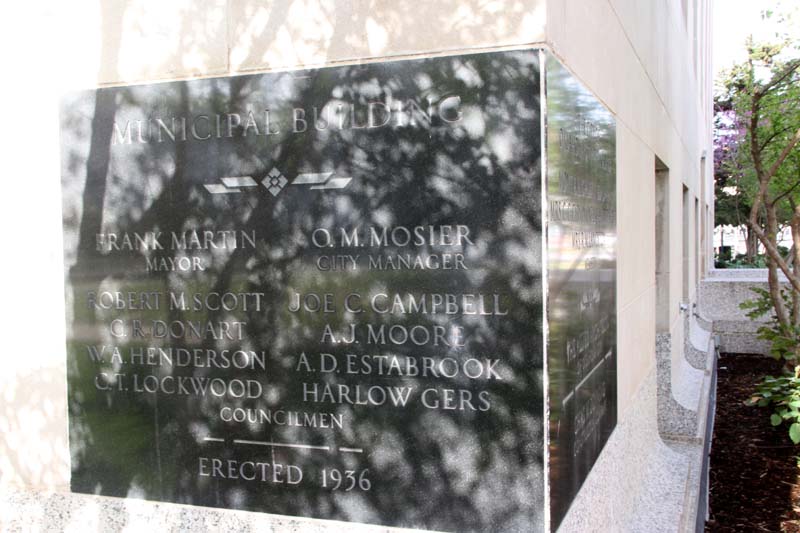 MUNICIPAL BUILDING
FRANK MARTIN
MAYOR
O. M. MOSIER
CITY MANAGER
ROBERT M. SCOTT
C. R. DONART
W. A. HENDERSON
C. T. LOCKWOOD
JOE C. CAMPBELL
A. J. MOORE
A. D. ESTABROOK
HARLOW GERS
COUNCILMEN
ERECTED 1936